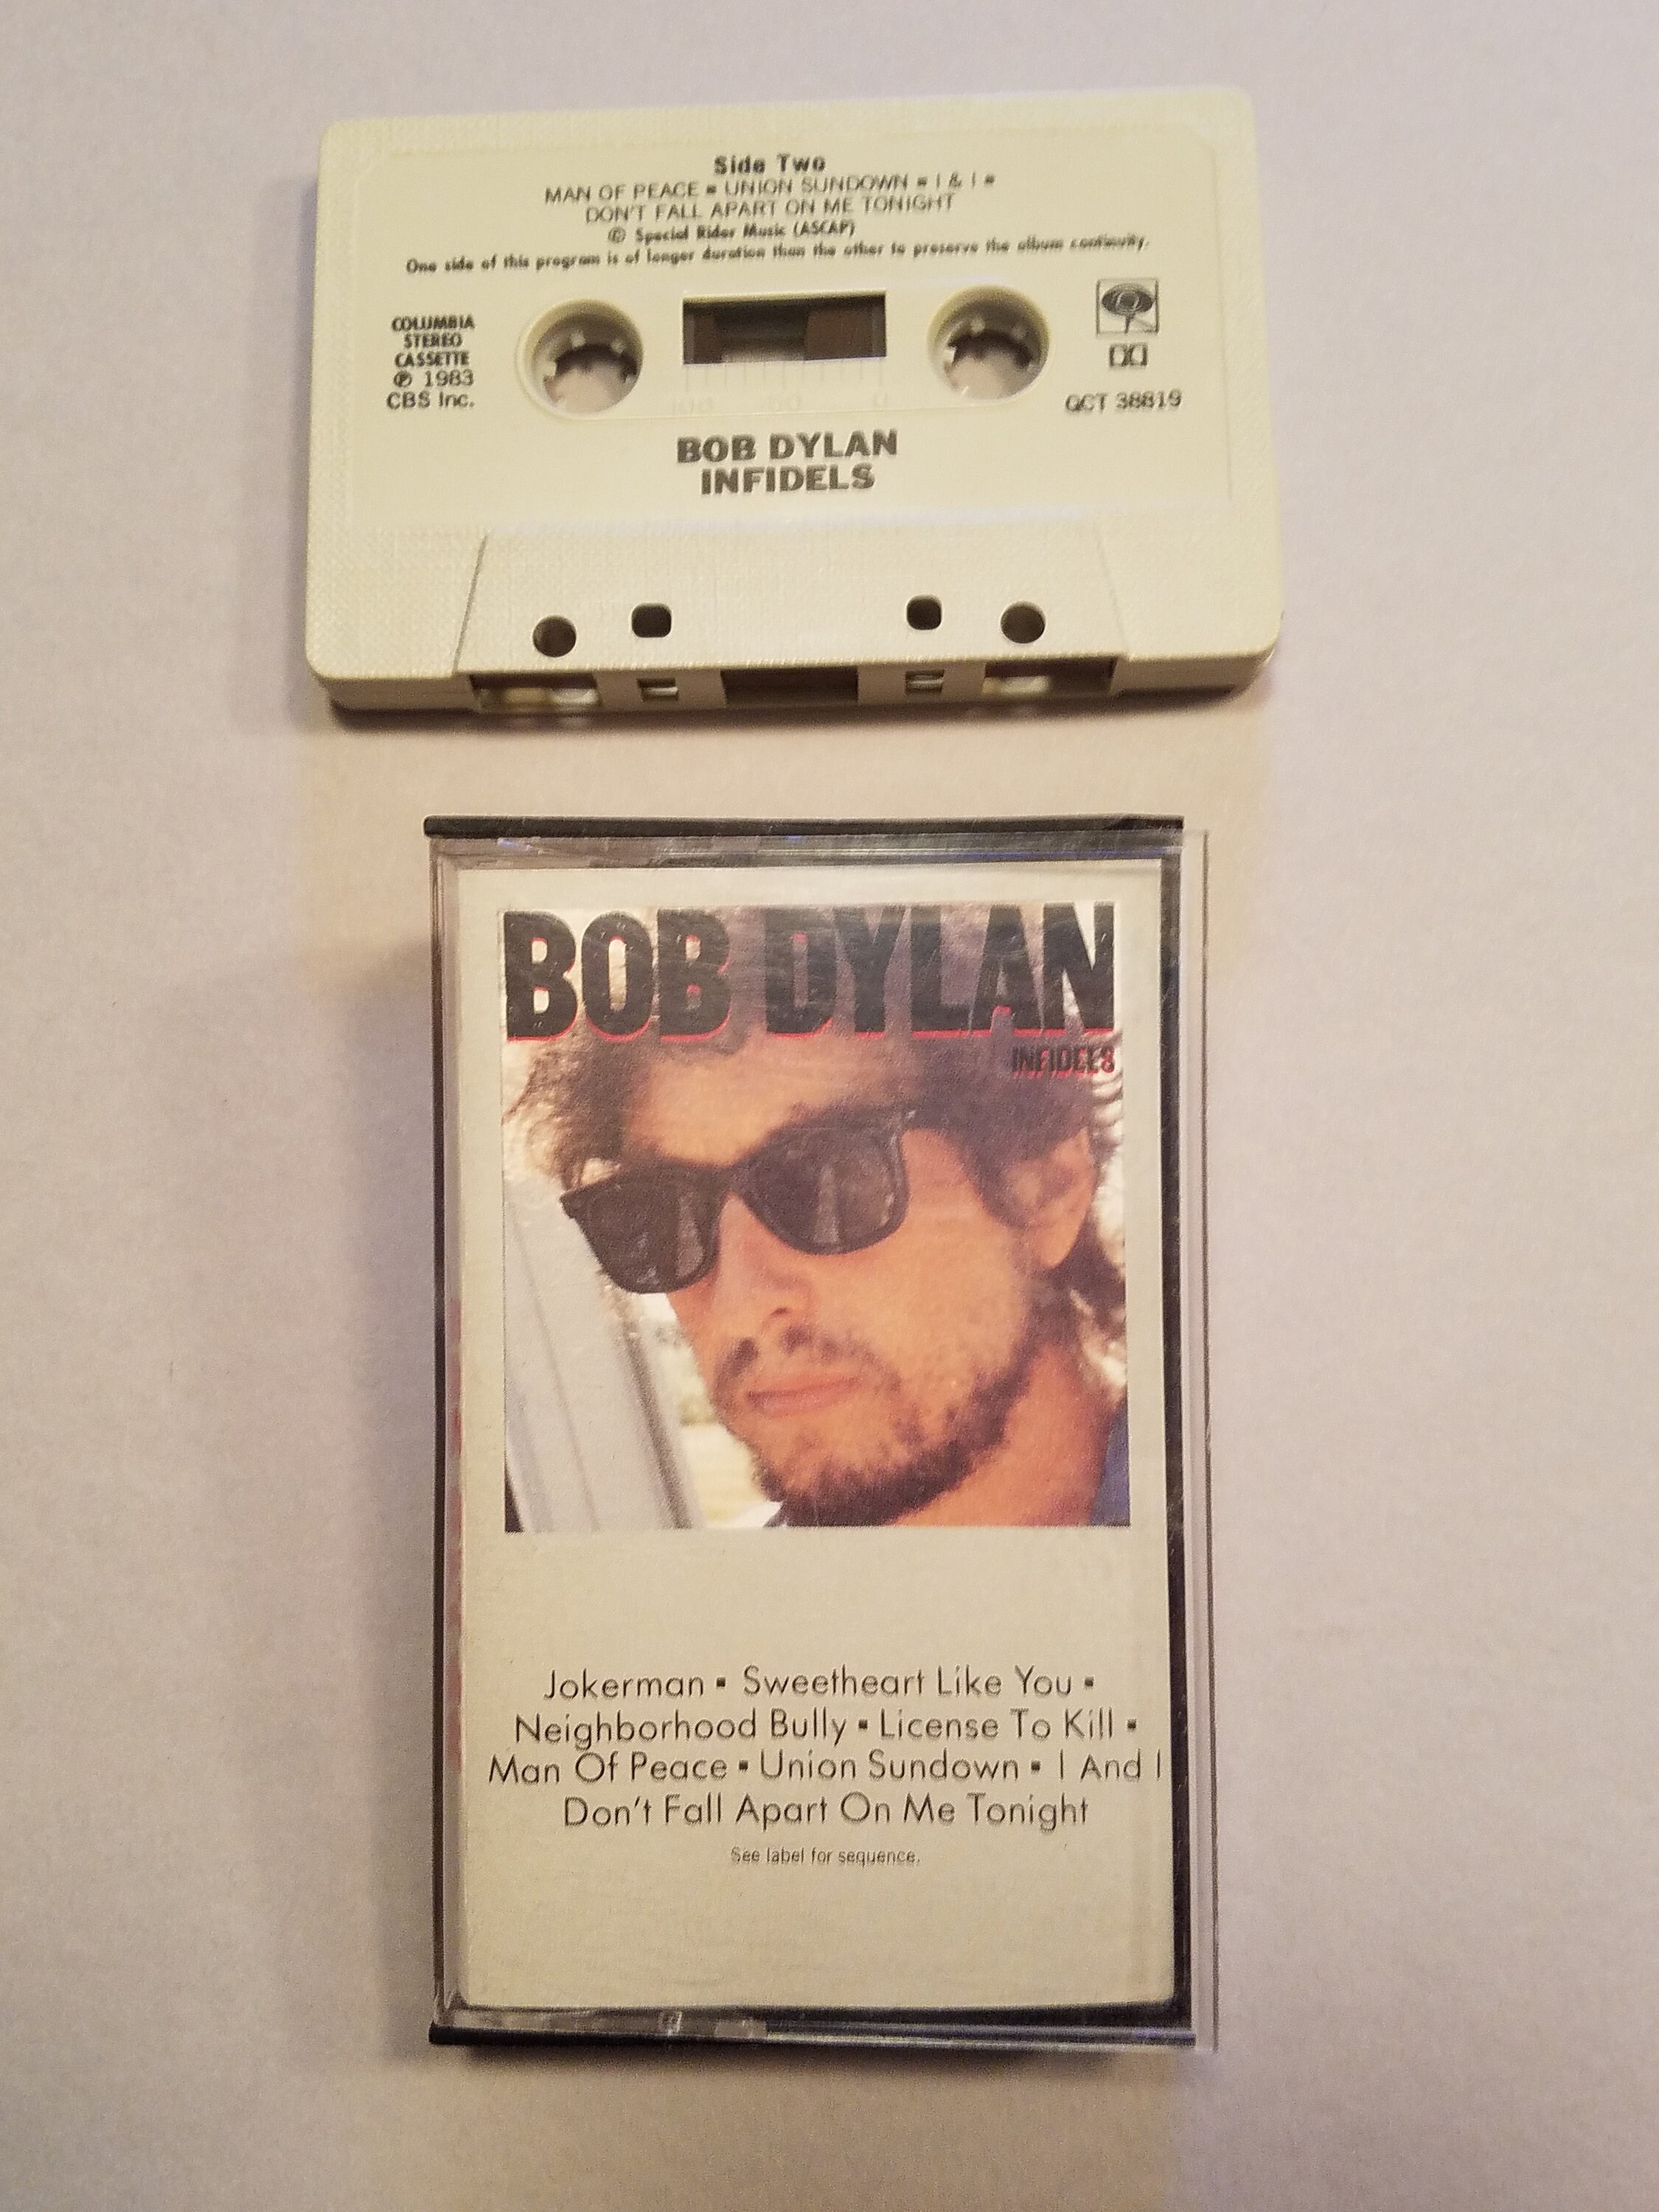 Side Two
MAN OF PEACE ▪ UNION SUNDOWN ▪ I & I ▪
DON'T FALL APART ON ME TONIGHT
© Special Rider Music (ASCAP)
One side of this program is of longer duration than the other to preserve the album continuity.
COLUMBIA
STEREO
CASSETTE
℗ 1983
CBS Inc.
100 50 0
QCT 38819
BOB DYLAN
INFIDELS
BOB DYLAN
INFIDELS
Jokerman ▪ Sweetheart Like You ▪
Neighborhood Bully ▪ License To Kill ▪
Man Of Peace ▪ Union Sundown ▪ I And I
Don't Fall Apart On Me Tonight
See label for sequence.